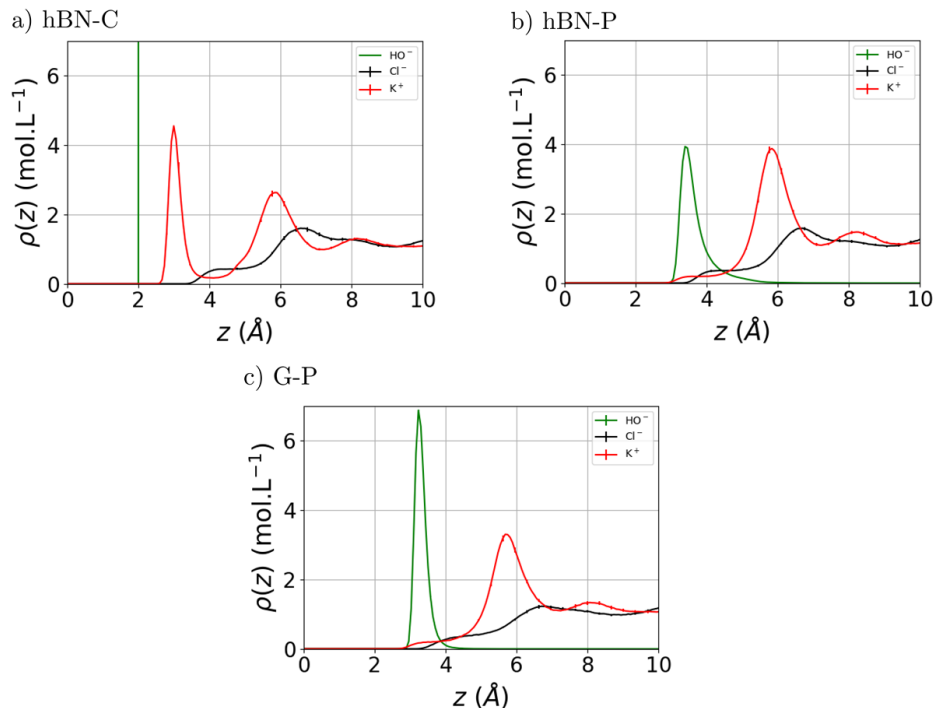 a) hBN-C
ρ(z) (mol.L⁻¹)
6
4
2
0
HO⁻
Cl⁻
K⁺
0 2 4 6 8 10
z (Å)
b) hBN-P
ρ(z) (mol.L⁻¹)
6
4
2
0
HO⁻
Cl⁻
K⁺
0 2 4 6 8 10
z (Å)
c) G-P
ρ(z) (mol.L⁻¹)
6
4
2
0
HO⁻
Cl⁻
K⁺
0 2 4 6 8 10
z (Å)